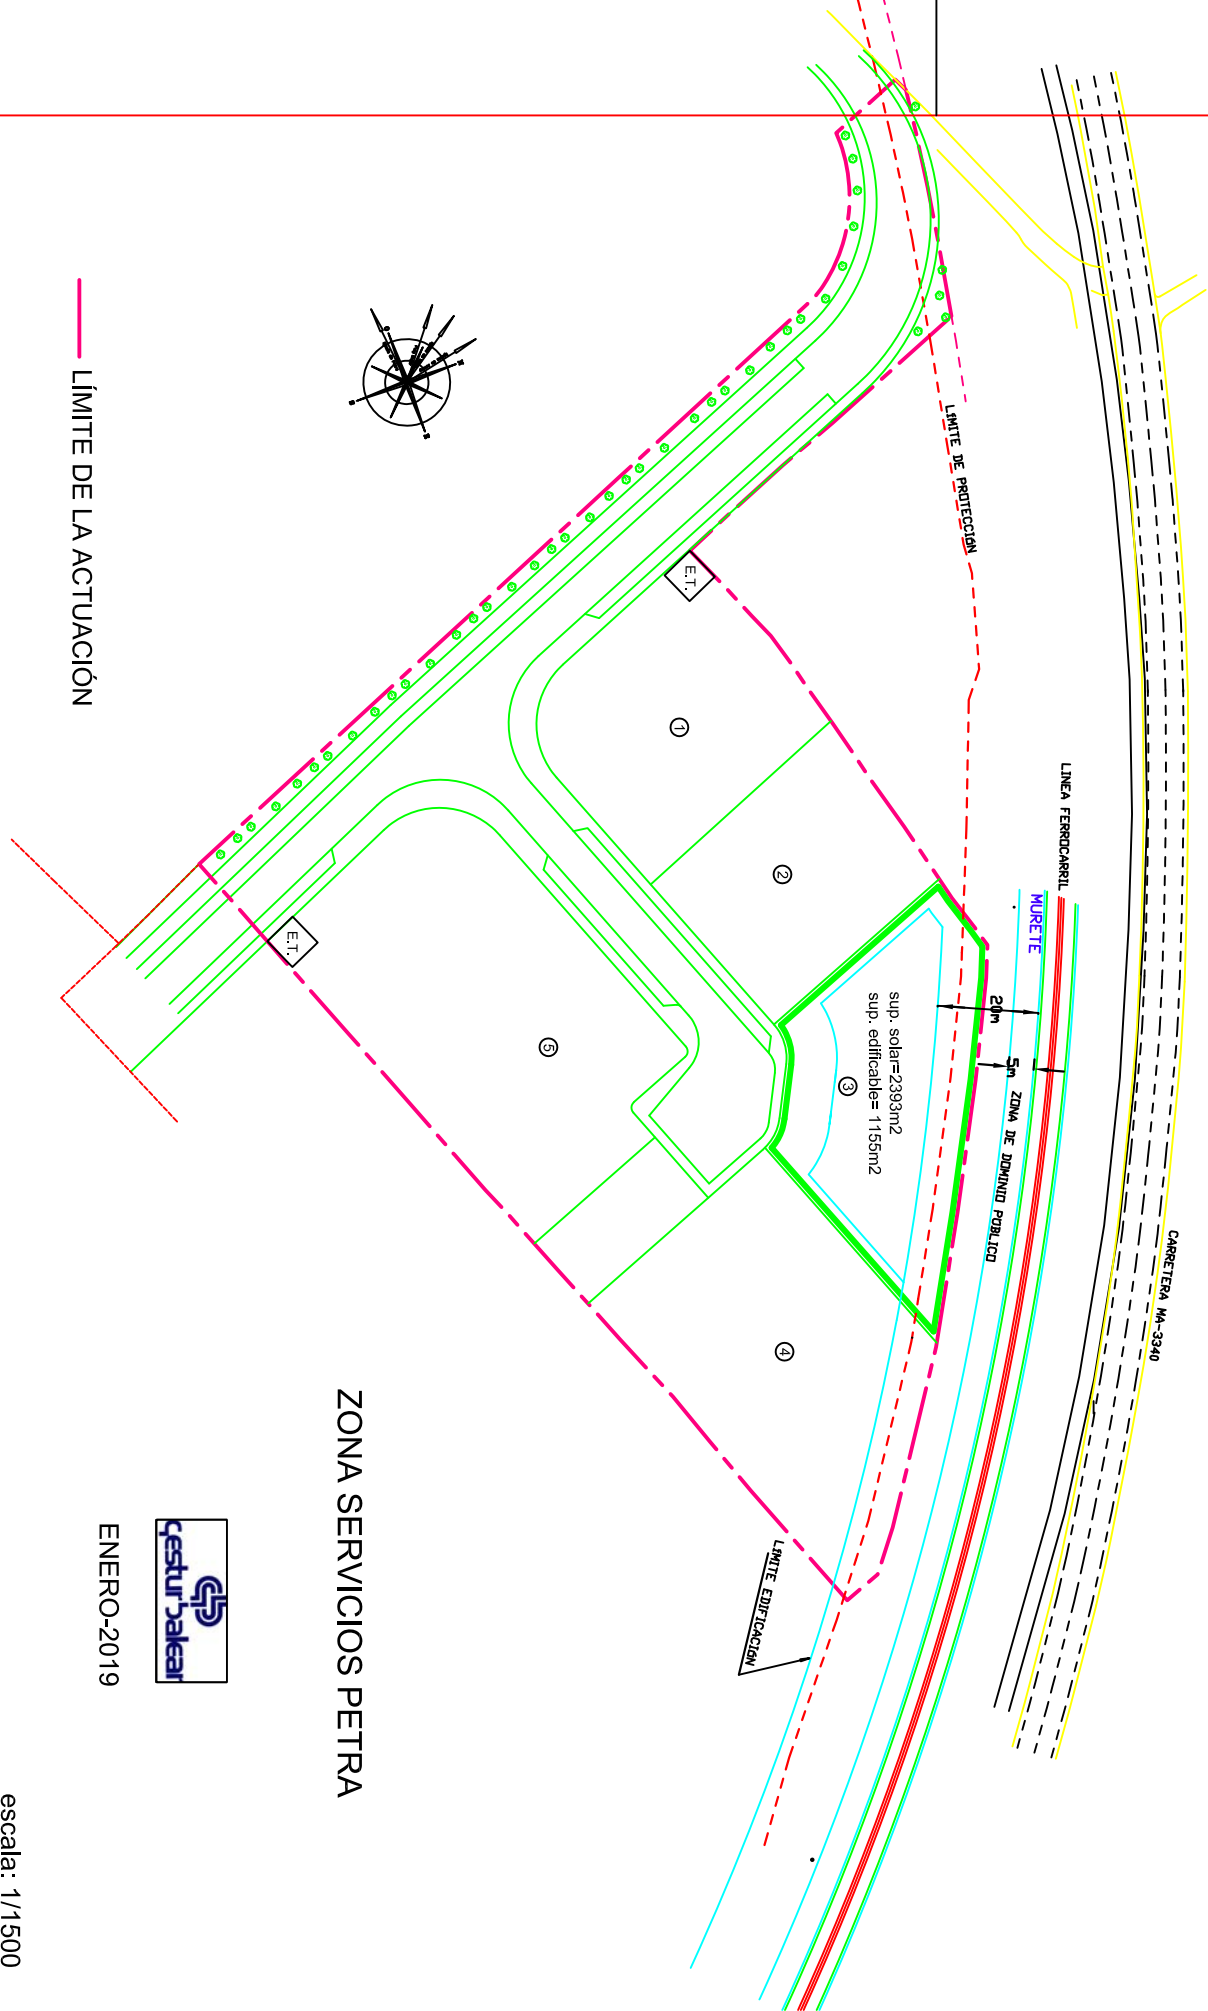 CARRETERA MA-3340
LINEA FERROCARRIL
MURETE
20m
5m
ZONA DE DOMINIO PUBLICO
LÍMITE DE PROTECCIÓN
sup. solar=2393m2
sup. edificable= 1155m2
E.T.
1
2
3
4
5
E.T.
LÍMITE EDIFICACIÓN
LÍMITE DE LA ACTUACIÓN
ZONA SERVICIOS PETRA
gesturbalear
ENERO-2019
escala: 1/1500